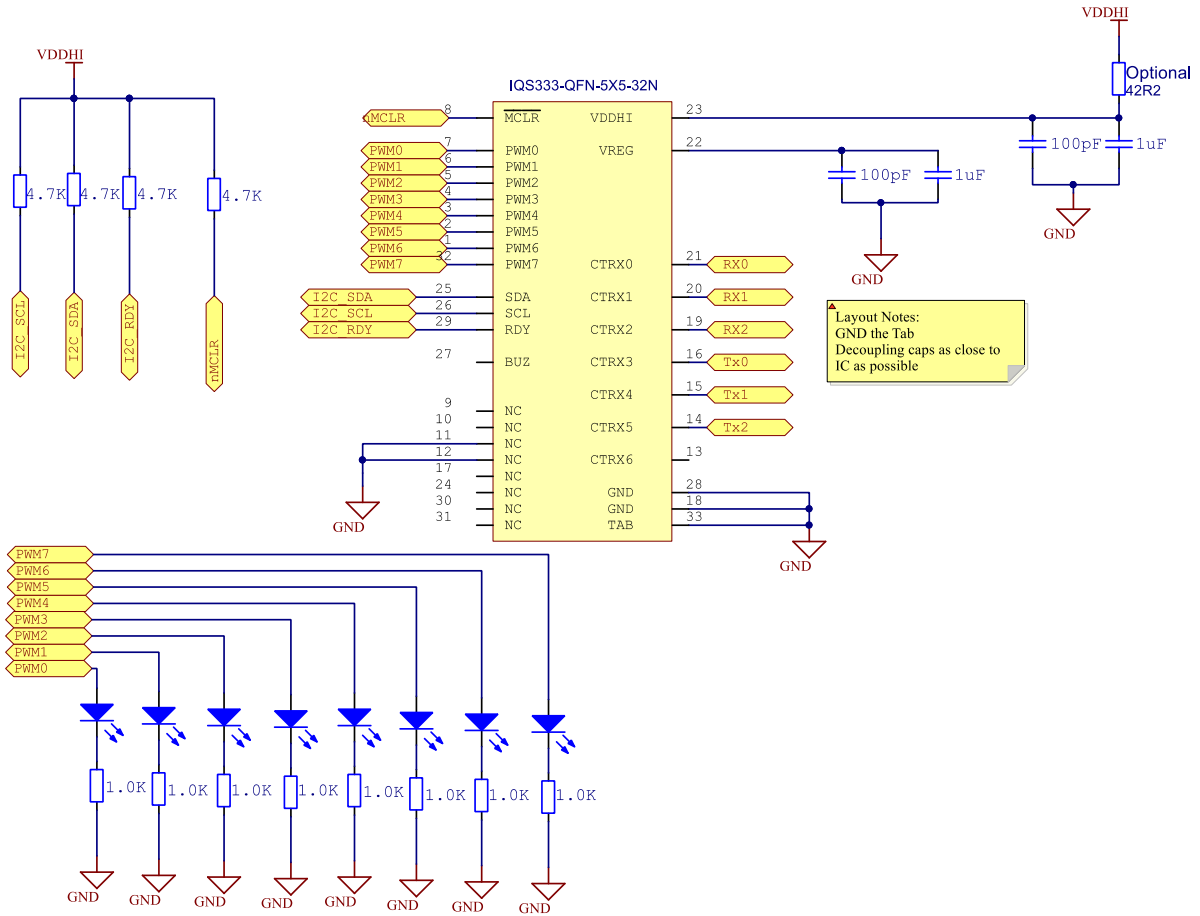 VDDHI
4.7K
4.7K
4.7K
4.7K
I2C_SCL
I2C_SDA
I2C_RDY
nMCLR
IQS333-QFN-5X5-32N
nMCLR 8 MCLR
PWM0 7 PWM0
PWM1 6 PWM1
PWM2 5 PWM2
PWM3 4 PWM3
PWM4 3 PWM4
PWM5 2 PWM5
PWM6 1 PWM6
PWM7 32 PWM7
I2C_SDA 25 SDA
I2C_SCL 26 SCL
I2C_RDY 29 RDY
27 BUZ
9 NC
10 NC
11 NC
12 NC
17 NC
24 NC
30 NC
31 NC
GND
VDDHI 23
VREG 22
CTRX0 21 RX0
CTRX1 20 RX1
CTRX2 19 RX2
CTRX3 16 Tx0
CTRX4 15 Tx1
CTRX5 14 Tx2
CTRX6 13
GND 28
GND 18
TAB 33
GND
VDDHI
Optional
42R2
100pF
1uF
GND
100pF
1uF
GND
Layout Notes:
GND the Tab
Decoupling caps as close to
IC as possible
PWM7
PWM6
PWM5
PWM4
PWM3
PWM2
PWM1
PWM0
1.0K
1.0K
1.0K
1.0K
1.0K
1.0K
1.0K
1.0K
GND
GND
GND
GND
GND
GND
GND
GND